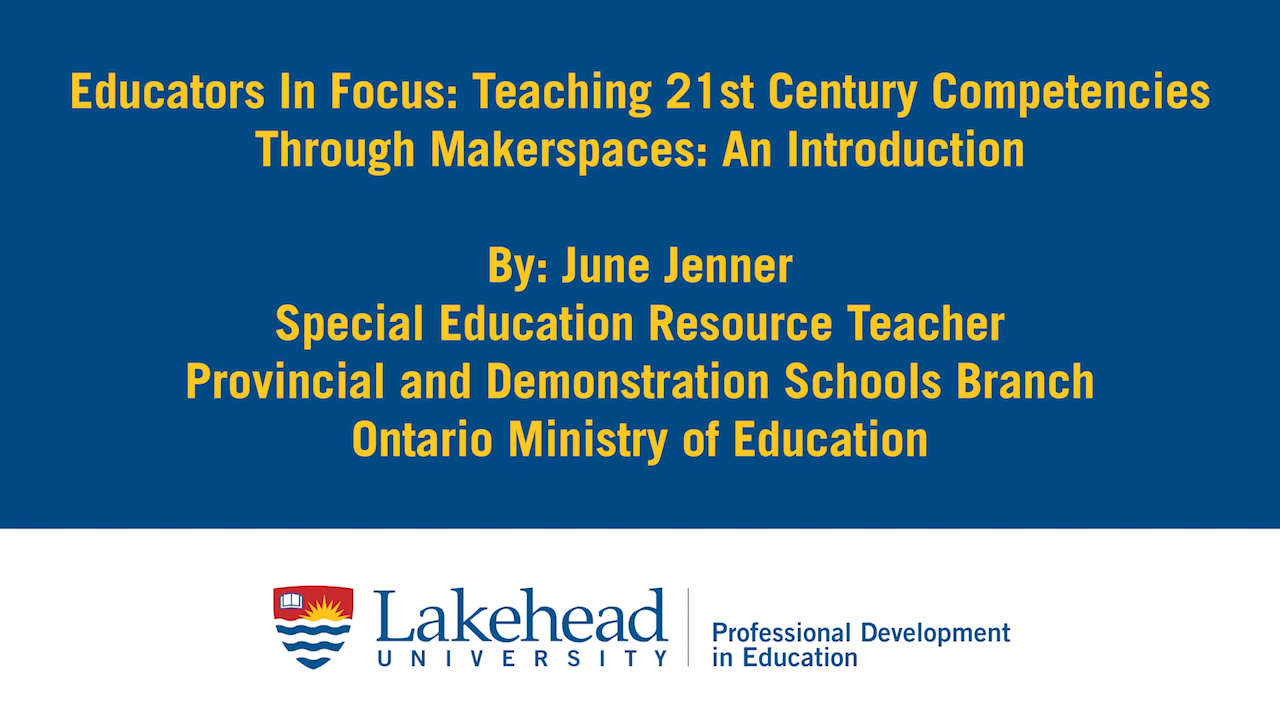 Educators In Focus: Teaching 21st Century Competencies
Through Makerspaces: An Introduction
By: June Jenner
Special Education Resource Teacher
Provincial and Demonstration Schools Branch
Ontario Ministry of Education
Lakehead
UNIVERSITY
Professional Development
in Education